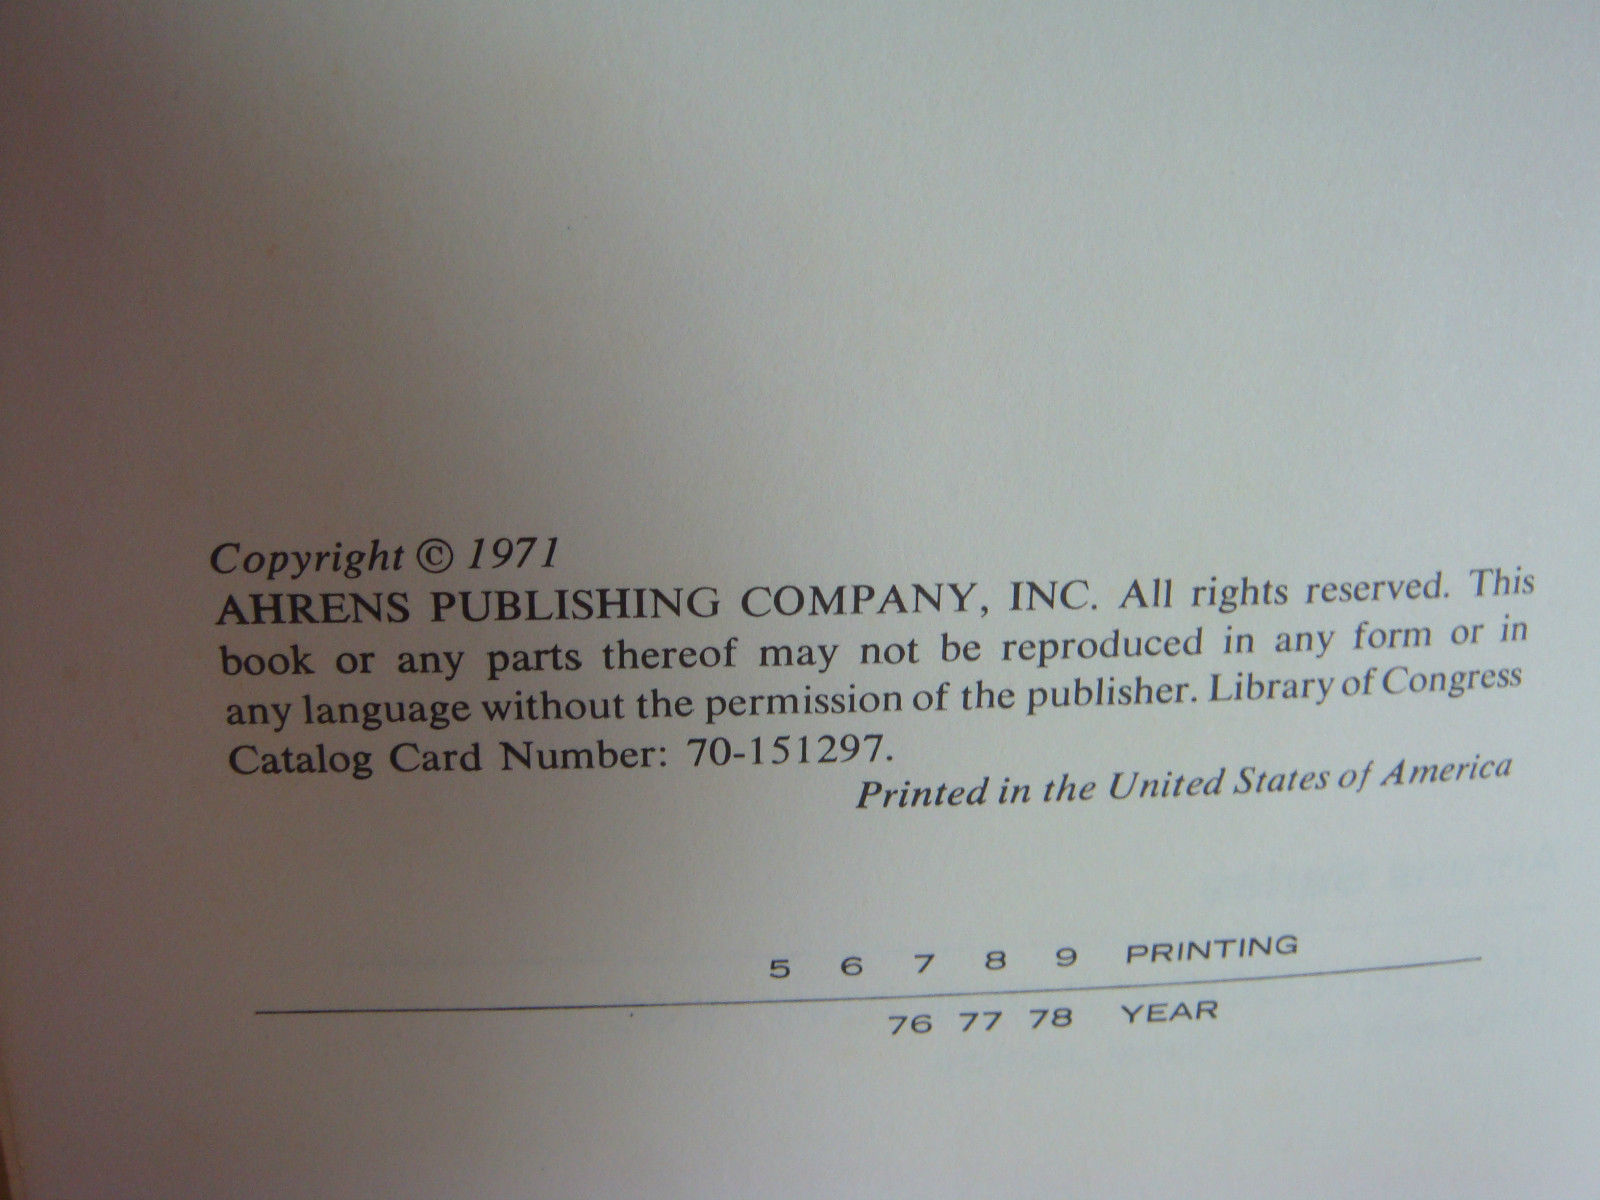 Copyright © 1971
AHRENS PUBLISHING COMPANY, INC. All rights reserved. This
book or any parts thereof may not be reproduced in any form or in
any language without the permission of the publisher. Library of Congress
Catalog Card Number: 70-151297.
Printed in the United States of America
5 6 7 8 9 PRINTING
76 77 78 YEAR